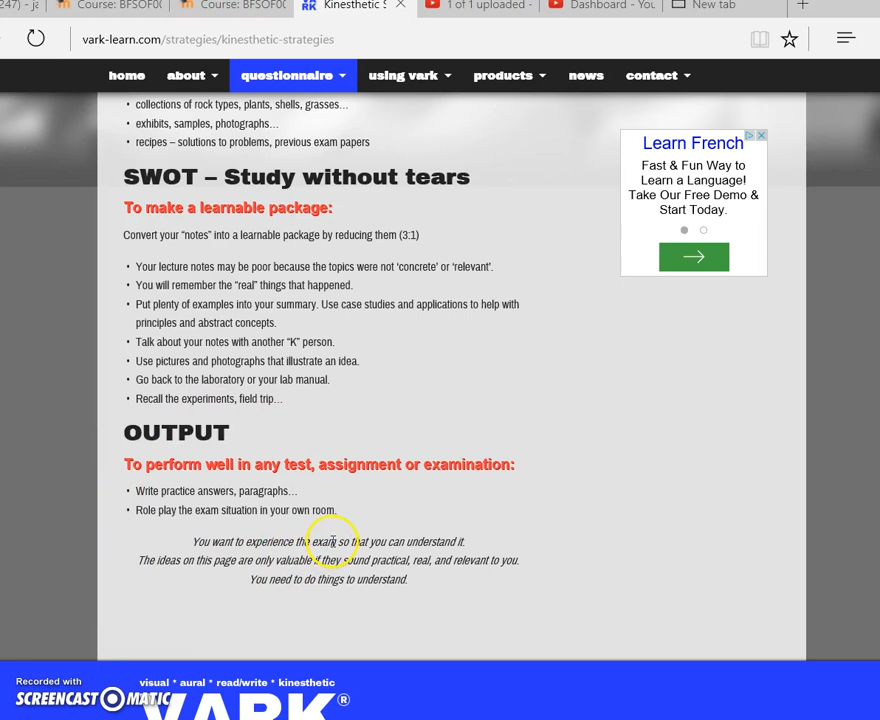 247) - ja
Course: BFSOF00
Course: BFSOF00
Kinesthetic S
1 of 1 uploaded -
Dashboard - You
New tab
vark-learn.com/strategies/kinesthetic-strategies
home about questionnaire using vark products news contact
• collections of rock types, plants, shells, grasses…
• exhibits, samples, photographs…
• recipes – solutions to problems, previous exam papers
SWOT – Study without tears
To make a learnable package:
Convert your “notes” into a learnable package by reducing them (3:1)
• Your lecture notes may be poor because the topics were not ‘concrete’ or ‘relevant’.
• You will remember the “real” things that happened.
• Put plenty of examples into your summary. Use case studies and applications to help with
principles and abstract concepts.
• Talk about your notes with another “K” person.
• Use pictures and photographs that illustrate an idea.
• Go back to the laboratory or your lab manual.
• Recall the experiments, field trip…
OUTPUT
To perform well in any test, assignment or examination:
• Write practice answers, paragraphs…
• Role play the exam situation in your own room.
You want to experience the exam so that you can understand it.
The ideas on this page are only valuable if they sound practical, real, and relevant to you.
You need to do things to understand.
Learn French
Fast & Fun Way to
Learn a Language!
Take Our Free Demo &
Start Today.
visual * aural * read/write * kinesthetic
VARK®
Recorded with
SCREENCAST MATIC